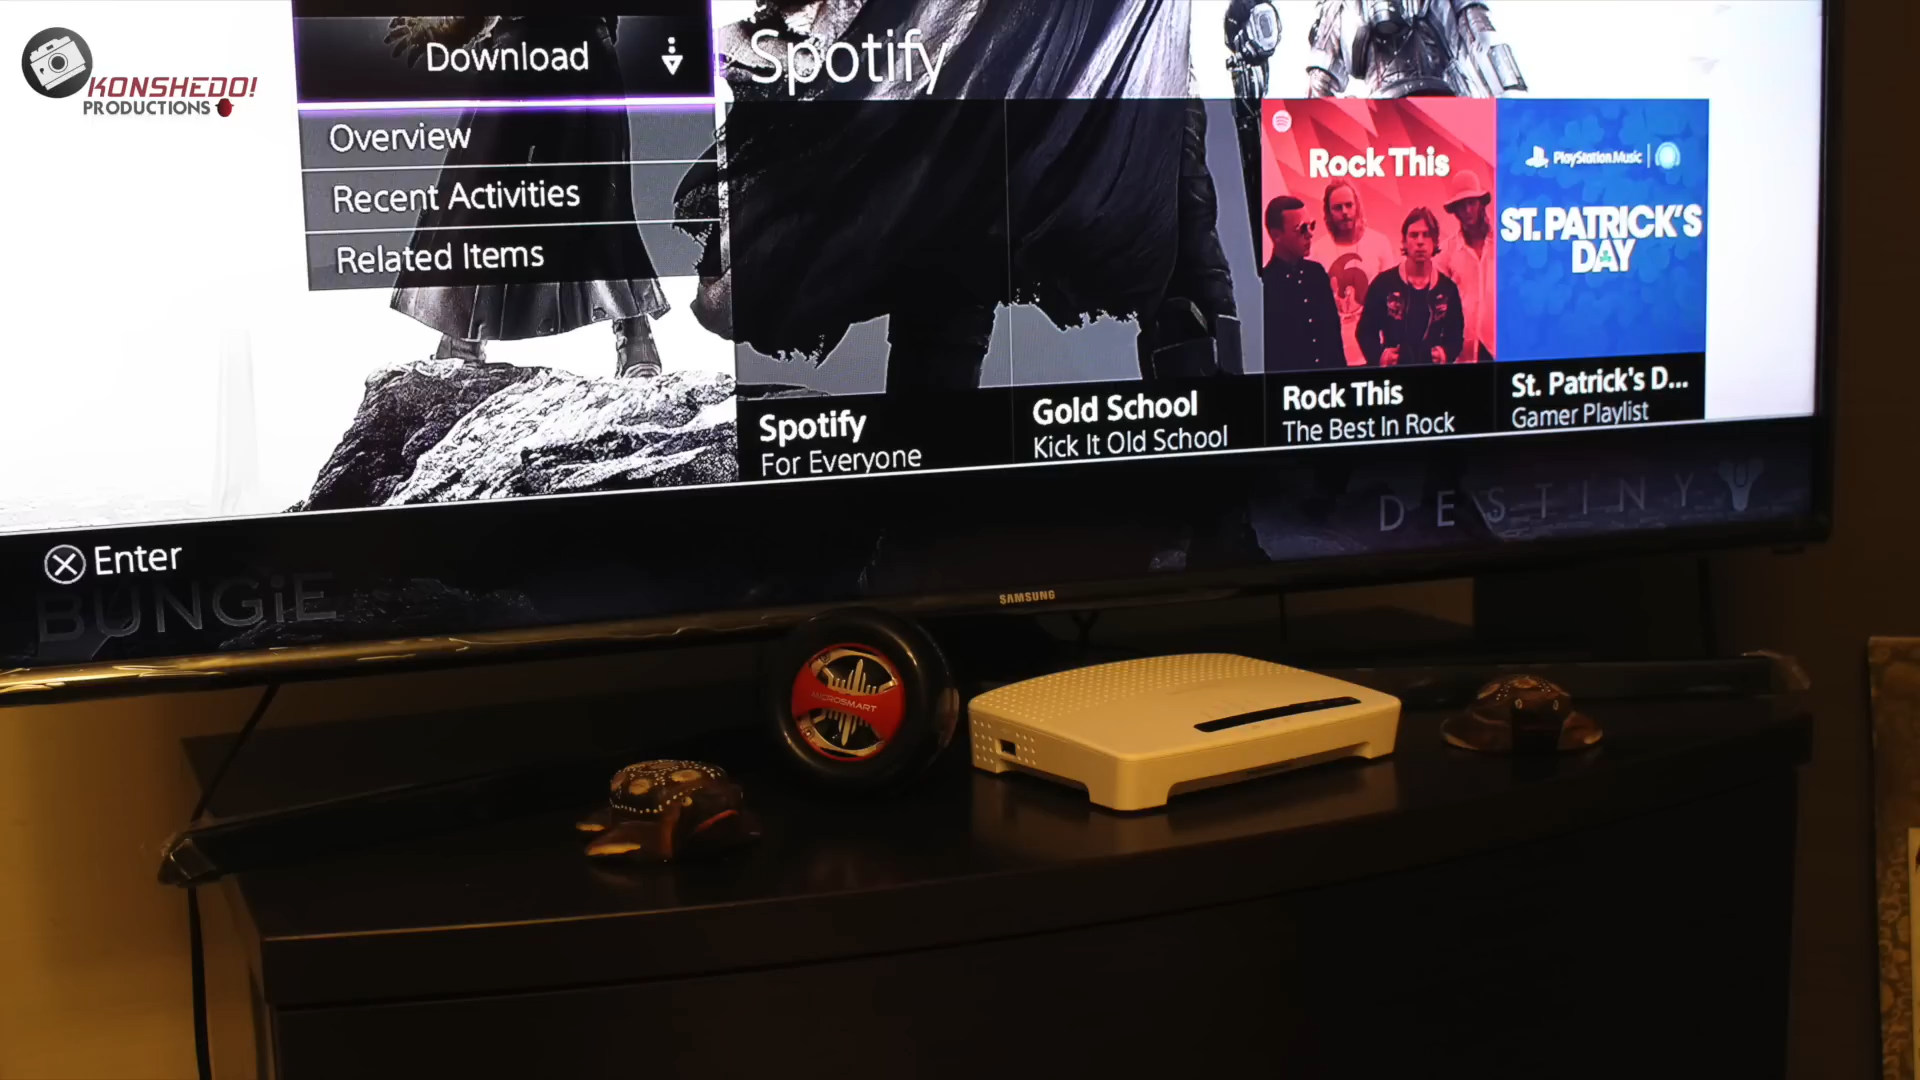 KONSHEDO!
PRODUCTIONS
Download
Overview
Recent Activities
Related Items
Spotify
Rock This
PlayStation Music
ST. PATRICK'S
DAY
Spotify
For Everyone
Gold School
Kick It Old School
Rock This
The Best In Rock
St. Patrick's D...
Gamer Playlist
DESTINY
Enter
BUNGiE
SAMSUNG
MICROSMART